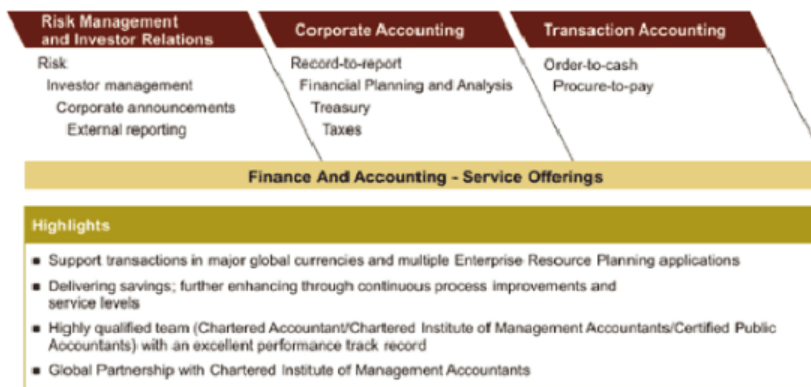 Risk Management
and Investor Relations
Corporate Accounting
Transaction Accounting
Risk
Investor management
Corporate announcements
External reporting
Record-to-report
Financial Planning and Analysis
Treasury
Taxes
Order-to-cash
Procure-to-pay
Finance And Accounting - Service Offerings
Highlights
■ Support transactions in major global currencies and multiple Enterprise Resource Planning applications
■ Delivering savings; further enhancing through continuous process improvements and
service levels
■ Highly qualified team (Chartered Accountant/Chartered Institute of Management Accountants/Certified Public
Accountants) with an excellent performance track record
■ Global Partnership with Chartered Institute of Management Accountants